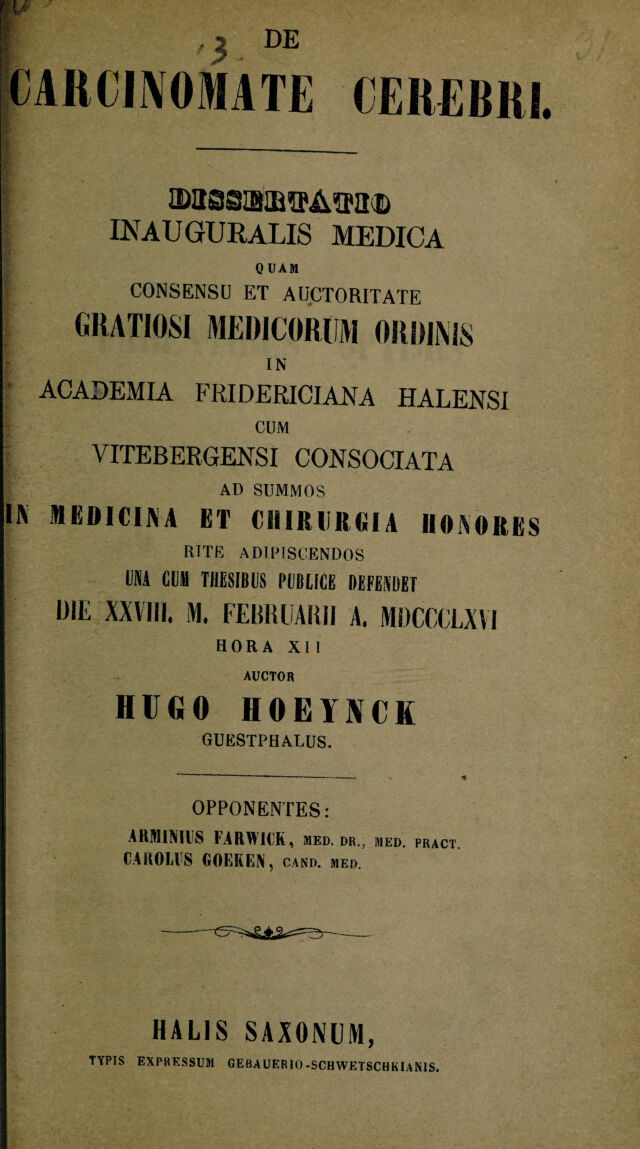 3.
31
DE
CARCINOMATE CEREBRI.
DISSERTATIO
INAUGURALIS MEDICA
QUAM
CONSENSU ET AUCTORITATE
GRATIOSI MEDICORUM ORDINIS
IN
ACADEMIA FRIDERICIANA HALENSI
CUM
VITEBERGENSI CONSOCIATA
AD SUMMOS
IN MEDICINA ET CHIRURGIA HONORES
RITE ADIPISCENDOS
UNA CUM THESIBUS PUBLICE DEFENDET
DIE XXVIII. M. FEBRUARII A. MDCCCLXVI
HORA XII
AUCTOR
HUGO HOEYNCK
GUESTPHALUS.
OPPONENTES:
ARMINIUS FARWICK, MED. DR., MED. PRACT.
CAROLUS GOEKEN, CAND. MED.
HALIS SAXONUM,
TYPIS EXPRESSUM GEBAUERIO-SCHWETSCHKIANIS.